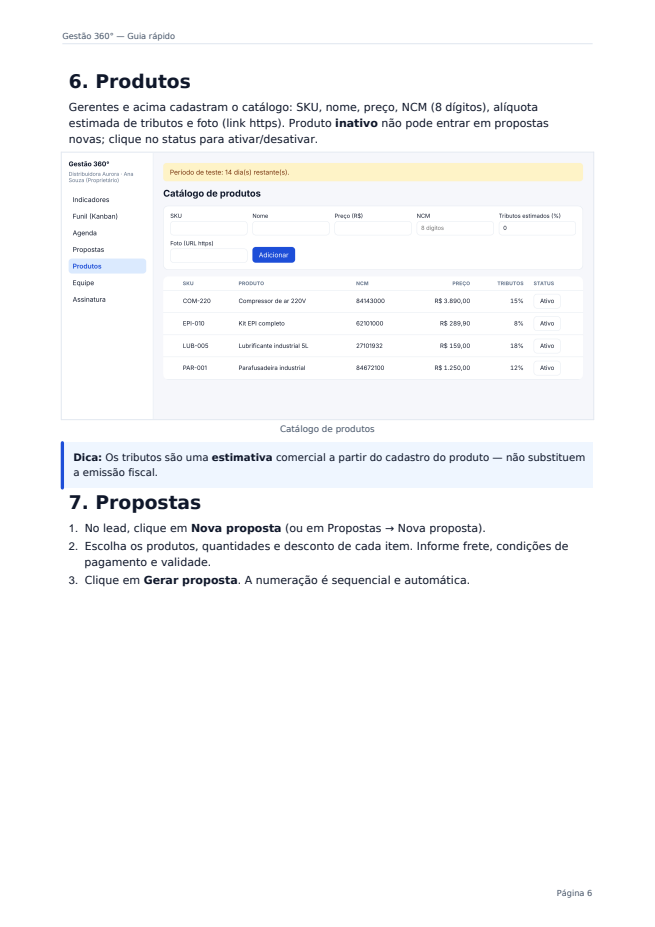 Gestão 360° — Guia rápido
6. Produtos
Gerentes e acima cadastram o catálogo: SKU, nome, preço, NCM (8 dígitos), alíquota
estimada de tributos e foto (link https). Produto inativo não pode entrar em propostas
novas; clique no status para ativar/desativar.
Gestão 360°
Distribuidora Aurora · Ana
Souza (Proprietário)
Indicadores
Funil (Kanban)
Agenda
Propostas
Produtos
Equipe
Assinatura
Período de teste: 14 dia(s) restante(s).
Catálogo de produtos
SKU Nome Preço (R$) NCM Tributos estimados (%)
8 dígitos 0
Foto (URL https)
Adicionar
SKU PRODUTO NCM PREÇO TRIBUTOS STATUS
COM-220 Compressor de ar 220V 84143000 R$ 3.890,00 15% Ativo
EPI-010 Kit EPI completo 62101000 R$ 289,90 8% Ativo
LUB-005 Lubrificante industrial 5L 27101932 R$ 159,00 18% Ativo
PAR-001 Parafusadeira industrial 84672100 R$ 1.250,00 12% Ativo
Catálogo de produtos
Dica: Os tributos são uma estimativa comercial a partir do cadastro do produto — não substituem
a emissão fiscal.
7. Propostas
1. No lead, clique em Nova proposta (ou em Propostas → Nova proposta).
2. Escolha os produtos, quantidades e desconto de cada item. Informe frete, condições de
pagamento e validade.
3. Clique em Gerar proposta. A numeração é sequencial e automática.
Página 6